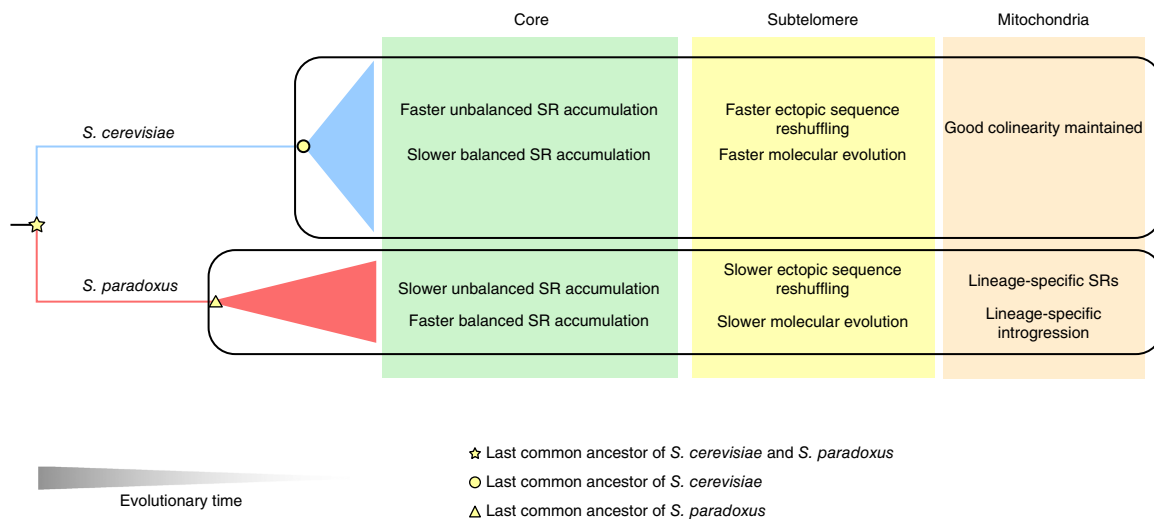 Core
Subtelomere
Mitochondria
S. cerevisiae
Faster unbalanced SR accumulation
Slower balanced SR accumulation
Faster ectopic sequence
reshuffling
Faster molecular evolution
Good colinearity maintained
S. paradoxus
Slower unbalanced SR accumulation
Faster balanced SR accumulation
Slower ectopic sequence
reshuffling
Slower molecular evolution
Lineage-specific SRs
Lineage-specific
introgression
Evolutionary time
Last common ancestor of S. cerevisiae and S. paradoxus
Last common ancestor of S. cerevisiae
Last common ancestor of S. paradoxus